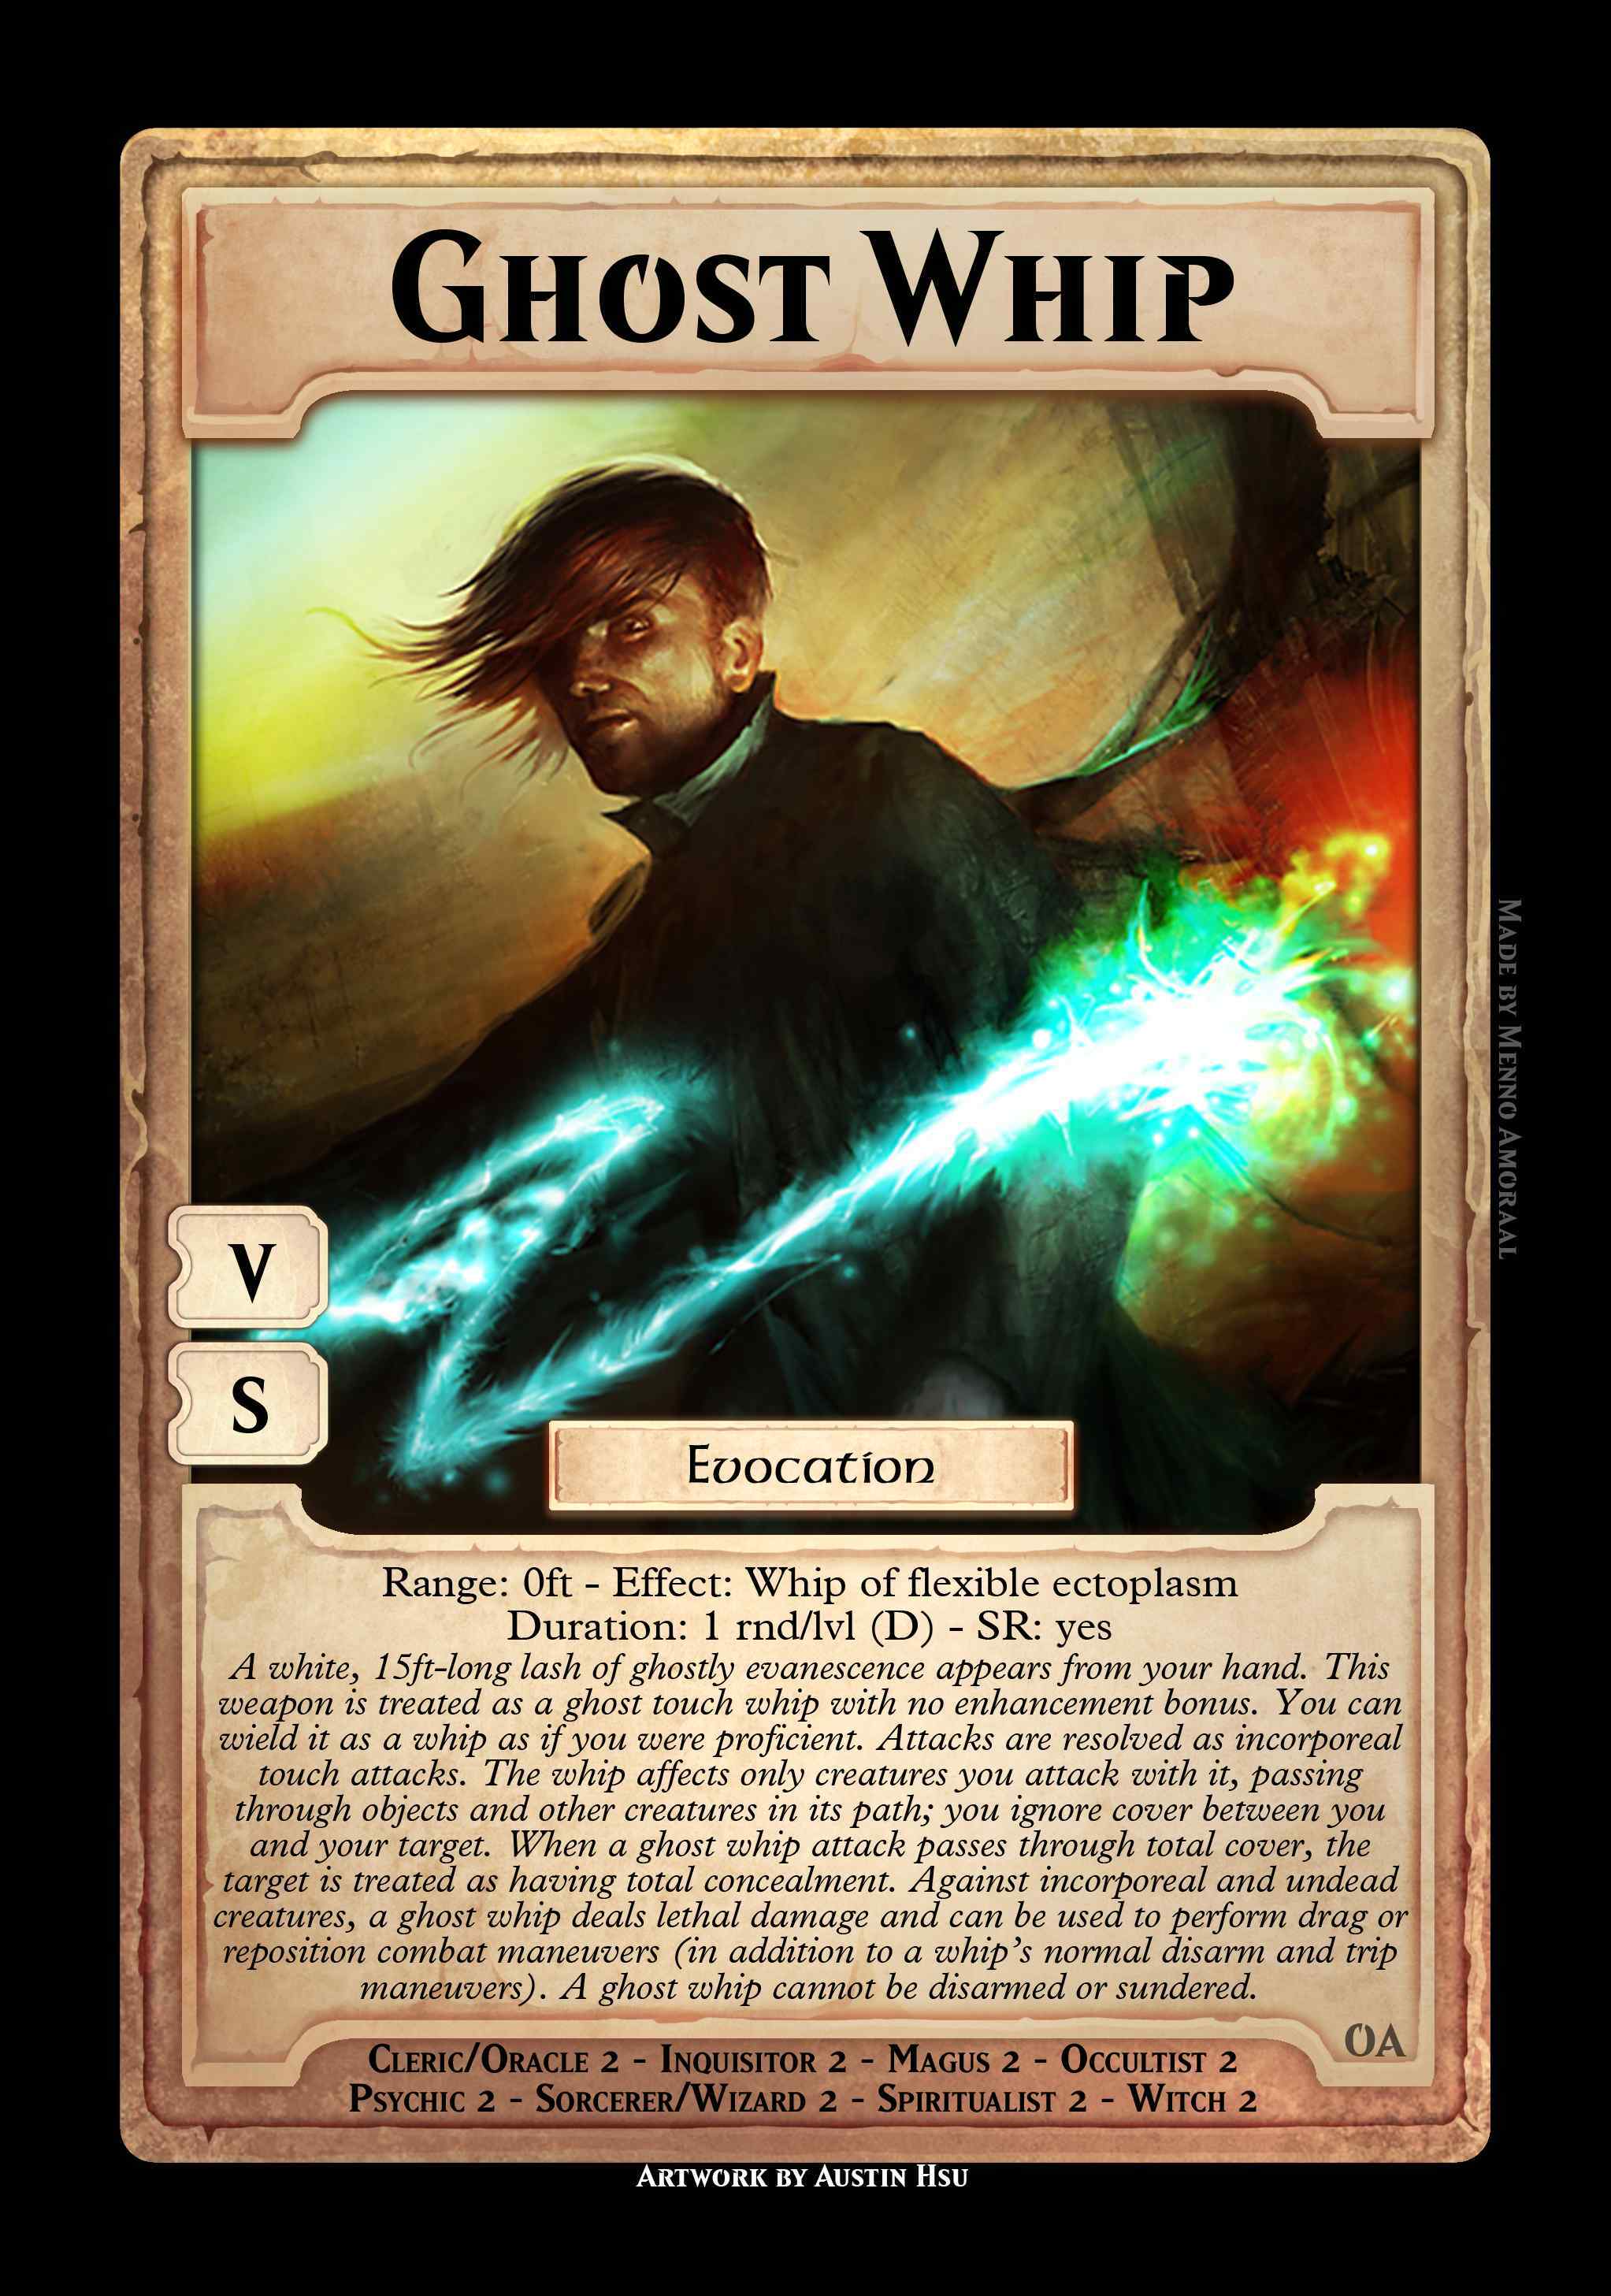 Ghost Whip
V
S
Evocation
Range: 0ft - Effect: Whip of flexible ectoplasm
Duration: 1 rnd/lvl (D) - SR: yes
A white, 15ft-long lash of ghostly evanescence appears from your hand. This
weapon is treated as a ghost touch whip with no enhancement bonus. You can
wield it as a whip as if you were proficient. Attacks are resolved as incorporeal
touch attacks. The whip affects only creatures you attack with it, passing
through objects and other creatures in its path; you ignore cover between you
and your target. When a ghost whip attack passes through total cover, the
target is treated as having total concealment. Against incorporeal and undead
creatures, a ghost whip deals lethal damage and can be used to perform drag or
reposition combat maneuvers (in addition to a whip's normal disarm and trip
maneuvers). A ghost whip cannot be disarmed or sundered.
OA
Cleric/Oracle 2 - Inquisitor 2 - Magus 2 - Occultist 2
Psychic 2 - Sorcerer/Wizard 2 - Spiritualist 2 - Witch 2
Artwork by Austin Hsu
Made by Menno Amoraal